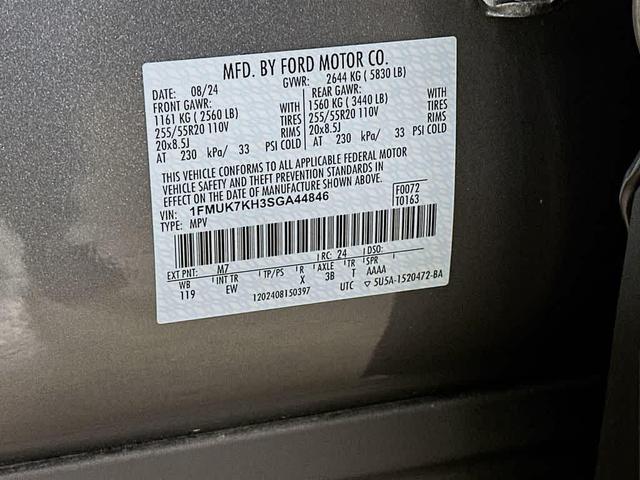 MFD. BY FORD MOTOR CO.
DATE: 08/24 GVWR: 2644 KG ( 5830 LB)
FRONT GAWR: REAR GAWR:
1161 KG ( 2560 LB) WITH 1560 KG ( 3440 LB) WITH
255/55R20 110V TIRES 255/55R20 110V TIRES
20x8.5J RIMS 20x8.5J RIMS
AT 230 kPa/ 33 PSI COLD AT 230 kPa/ 33 PSI COLD
THIS VEHICLE CONFORMS TO ALL APPLICABLE FEDERAL MOTOR
VEHICLE SAFETY AND THEFT PREVENTION STANDARDS IN
EFFECT ON THE DATE OF MANUFACTURE SHOWN ABOVE. F0072
VIN: 1FMUK7KH3SGA44846 T0163
TYPE: MPV
EXT PNT: M7 RC: 24 DSO:
WB INT TR TP/PS R AXLE TR SPR
119 EW X 3B T AAAA
1202408150397 UTC ▽ 5U5A-1520472-BA